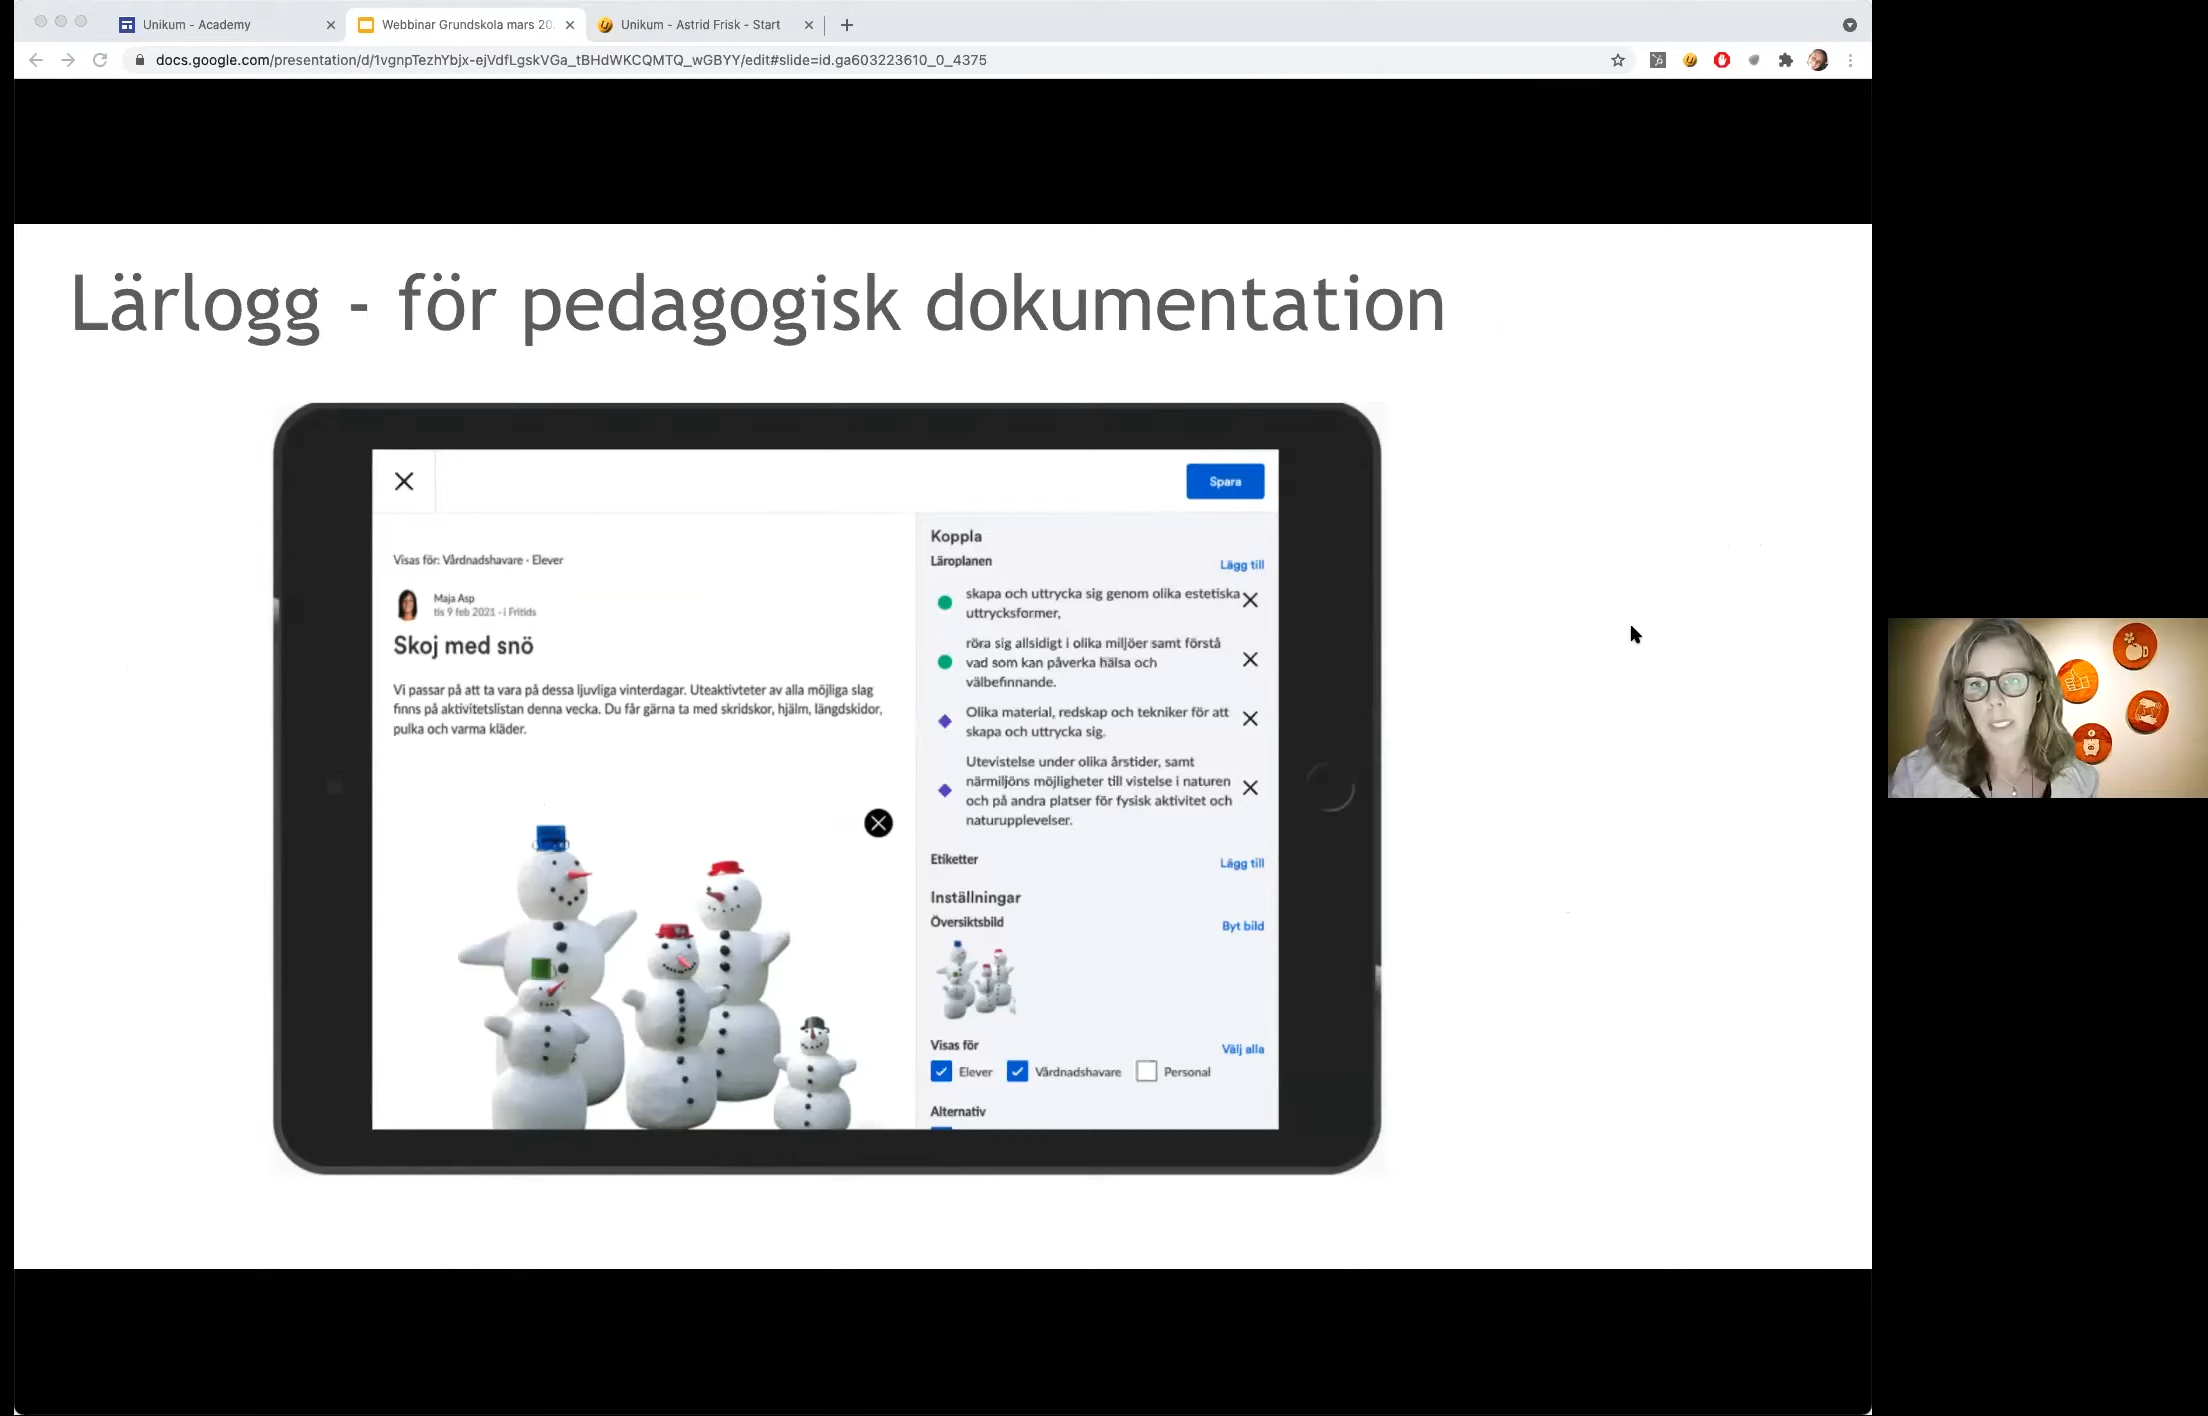 Unikum - Academy
Webbinar Grundskola mars 20
Unikum - Astrid Frisk - Start
docs.google.com/presentation/d/1vgnpTezhYbjx-ejVdfLgskVGa_tBHdWKCQMTQ_wGBYY/edit#slide=id.ga603223610_0_4375
Lärlogg - för pedagogisk dokumentation
Spara
Visas för: Vårdnadshavare - Elever
Maja Asp
tis 9 feb 2021 - i Fritids
Skoj med snö
Vi passar på att ta vara på dessa ljuvliga vinterdagar. Uteaktivteter av alla möjliga slag
finns på aktivitetslistan denna vecka. Du får gärna ta med skridskor, hjälm, längdskidor,
pulka och varma kläder.
Koppla
Läroplanen
Lägg till
skapa och uttrycka sig genom olika estetiska
uttrycksformer,
röra sig allsidigt i olika miljöer samt förstå
vad som kan påverka hälsa och
välbefinnande.
Olika material, redskap och tekniker för att
skapa och uttrycka sig.
Utevistelse under olika årstider, samt
närmiljöns möjligheter till vistelse i naturen
och på andra platser för fysisk aktivitet och
naturupplevelser.
Etiketter
Lägg till
Inställningar
Översiktsbild
Byt bild
Visas för
Välj alla
Elever
Vårdnadshavare
Personal
Alternativ